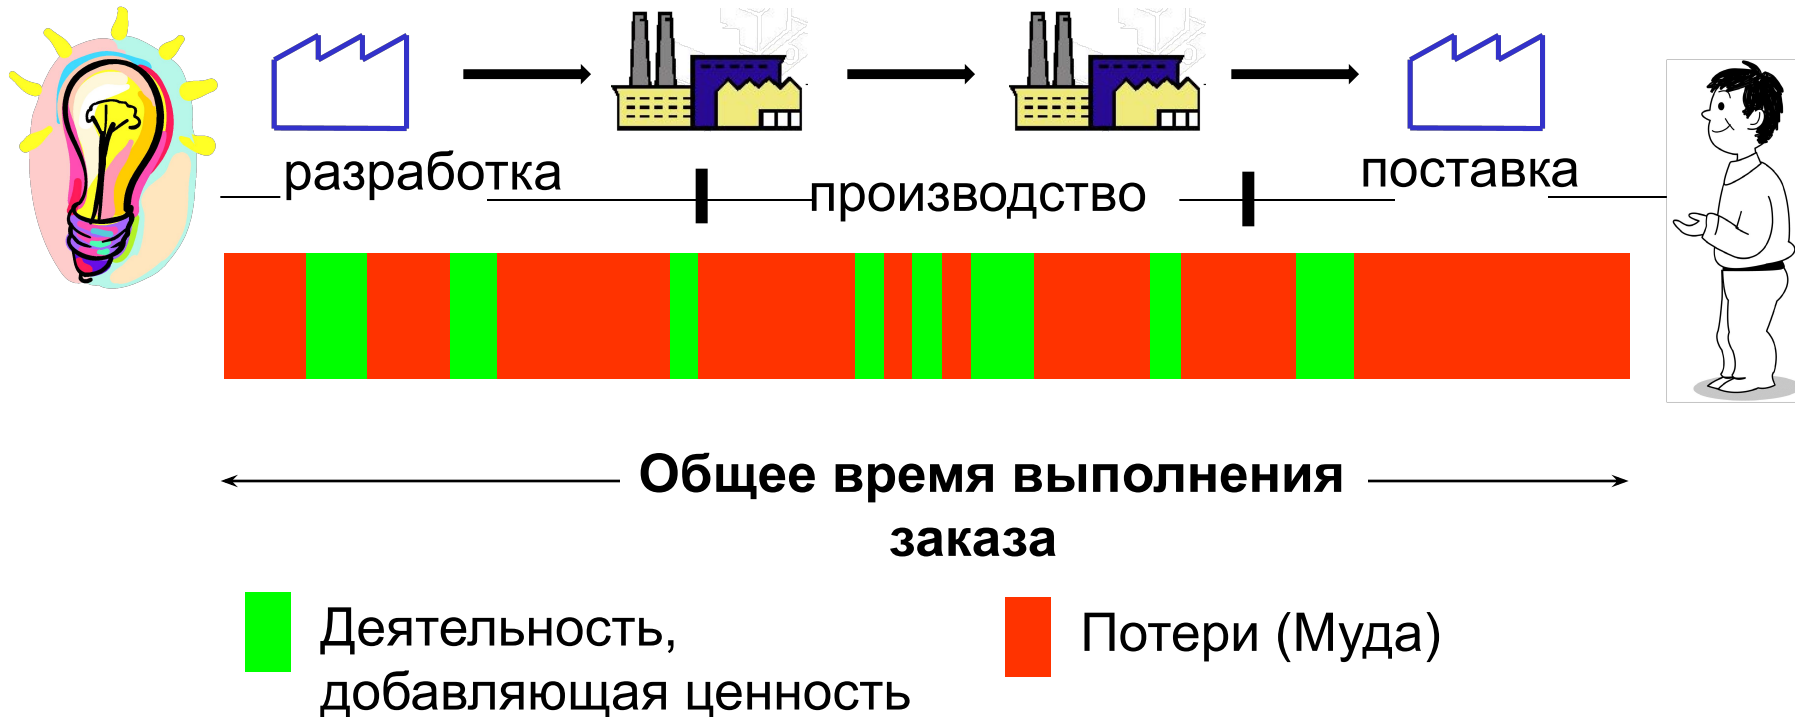 разработка
производство
поставка
Общее время выполнения
заказа
Деятельность,
добавляющая ценность
Потери (Муда)